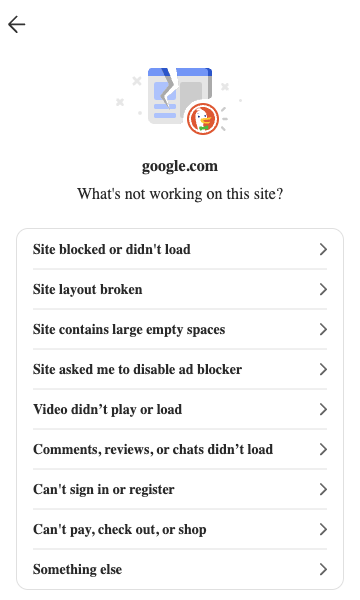 google.com
What's not working on this site?
Site blocked or didn't load
Site layout broken
Site contains large empty spaces
Site asked me to disable ad blocker
Video didn’t play or load
Comments, reviews, or chats didn’t load
Can't sign in or register
Can't pay, check out, or shop
Something else